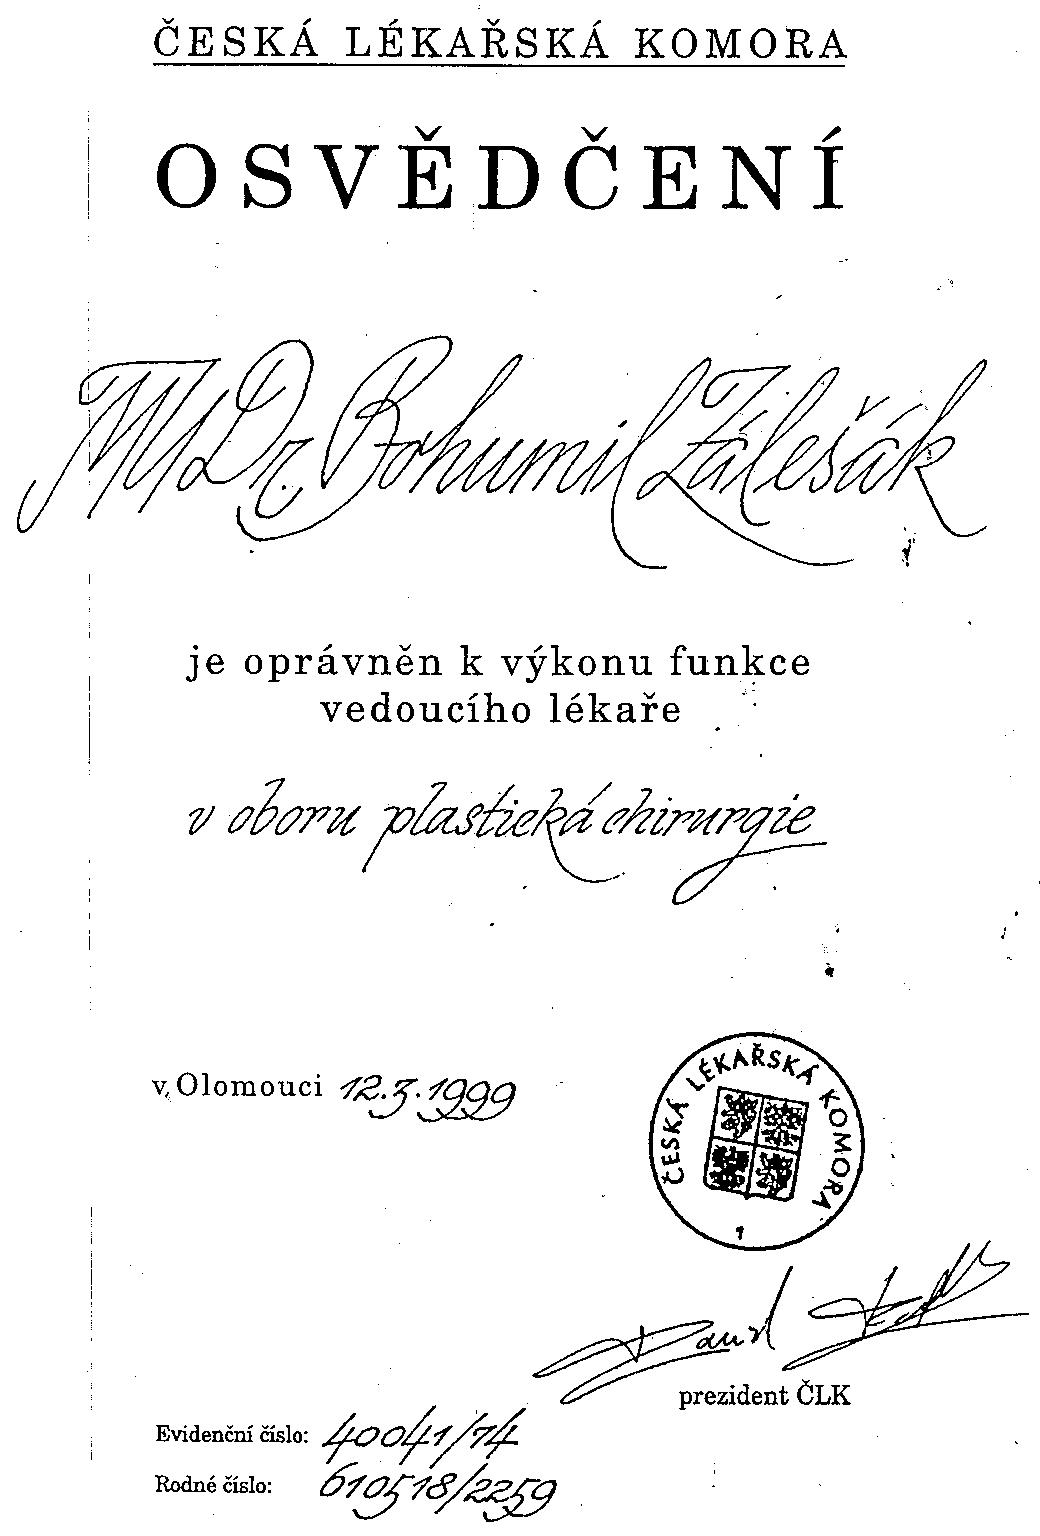 ČESKÁ LÉKAŘSKÁ KOMORA
OSVĚDČENÍ
MUDr. Bohumil Zálešák
je oprávněn k výkonu funkce
vedoucího lékaře
v oboru plastická chirurgie
v Olomouci 12.3.1999
ČESKÁ LÉKAŘSKÁ KOMORA
1
David
prezident ČLK
Evidenční číslo: 40041/74
Rodné číslo: 610518/2259